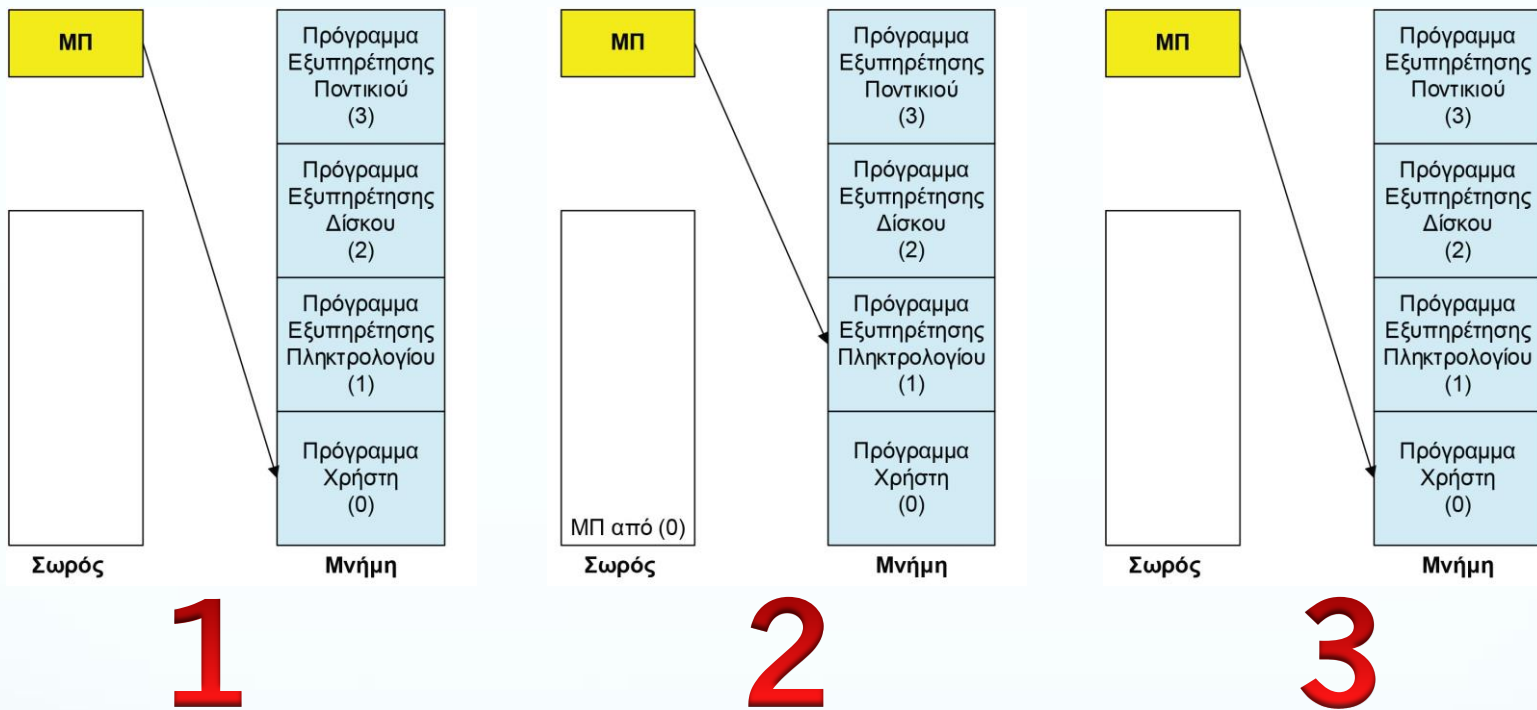 ΜΠ
Πρόγραμμα
Εξυπηρέτησης
Ποντικιού
(3)
Πρόγραμμα
Εξυπηρέτησης
Δίσκου
(2)
Πρόγραμμα
Εξυπηρέτησης
Πληκτρολογίου
(1)
Πρόγραμμα
Χρήστη
(0)
Σωρός
Μνήμη
1
ΜΠ
Πρόγραμμα
Εξυπηρέτησης
Ποντικιού
(3)
Πρόγραμμα
Εξυπηρέτησης
Δίσκου
(2)
Πρόγραμμα
Εξυπηρέτησης
Πληκτρολογίου
(1)
Πρόγραμμα
Χρήστη
(0)
ΜΠ από (0)
Σωρός
Μνήμη
2
ΜΠ
Πρόγραμμα
Εξυπηρέτησης
Ποντικιού
(3)
Πρόγραμμα
Εξυπηρέτησης
Δίσκου
(2)
Πρόγραμμα
Εξυπηρέτησης
Πληκτρολογίου
(1)
Πρόγραμμα
Χρήστη
(0)
Σωρός
Μνήμη
3